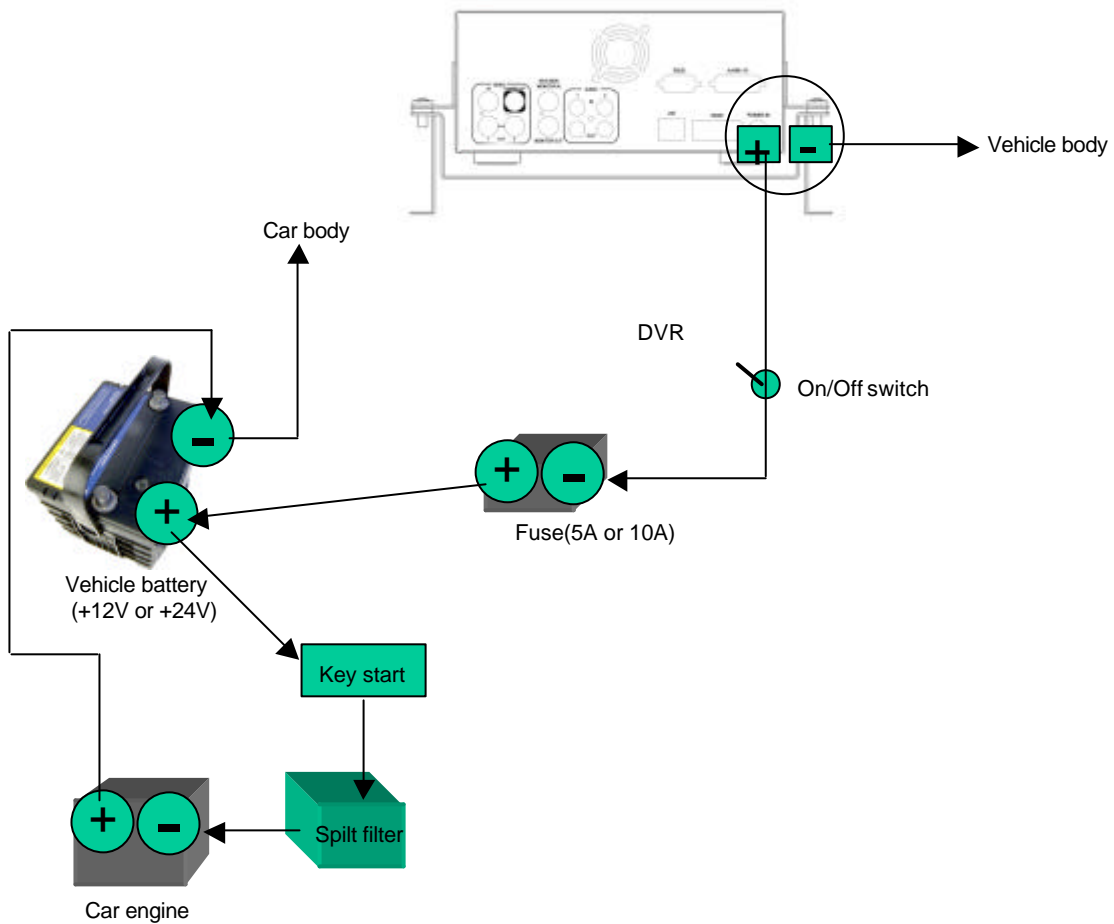 +
-
Vehicle body
Car body
DVR
On/Off switch
-
+
-
+
Fuse(5A or 10A)
Vehicle battery
(+12V or +24V)
Key start
+
-
Spilt filter
Car engine